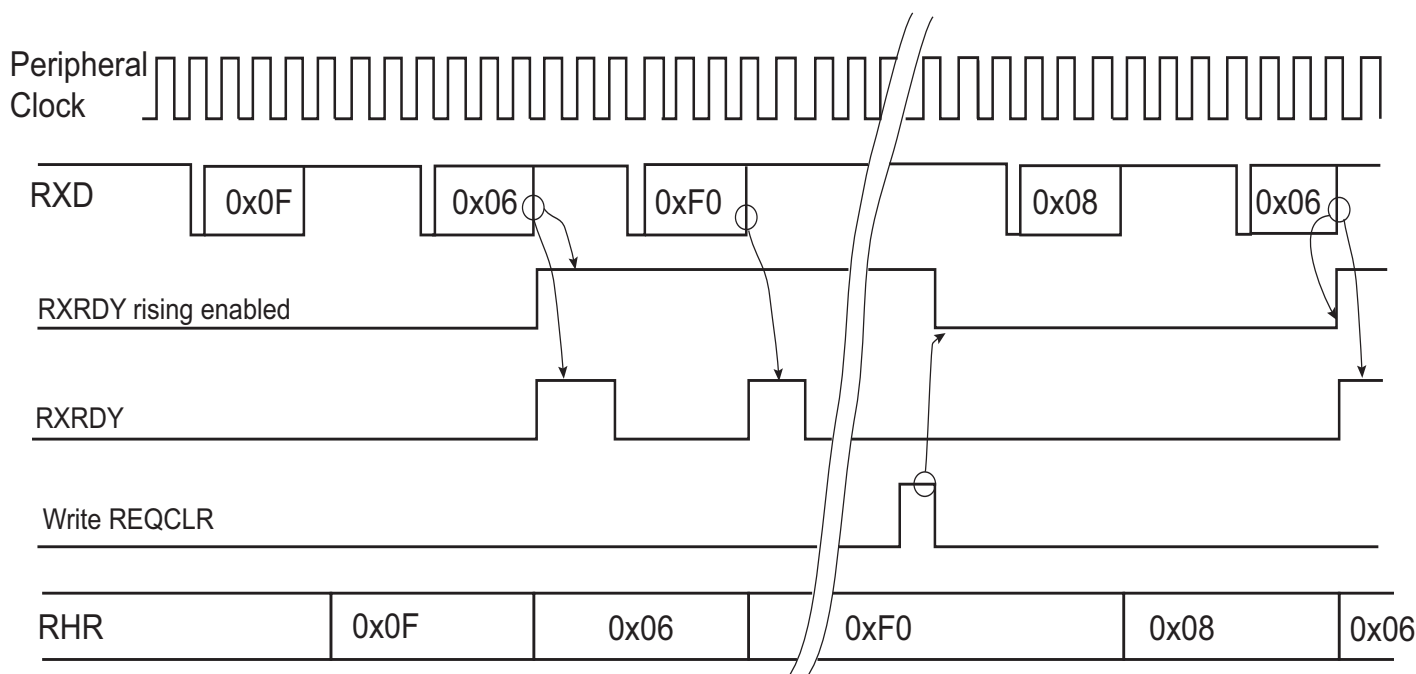 Peripheral
Clock
RXD
0x0F
0x06
0xF0
0x08
0x06
RXRDY rising enabled
RXRDY
Write REQCLR
RHR
0x0F
0x06
0xF0
0x08
0x06